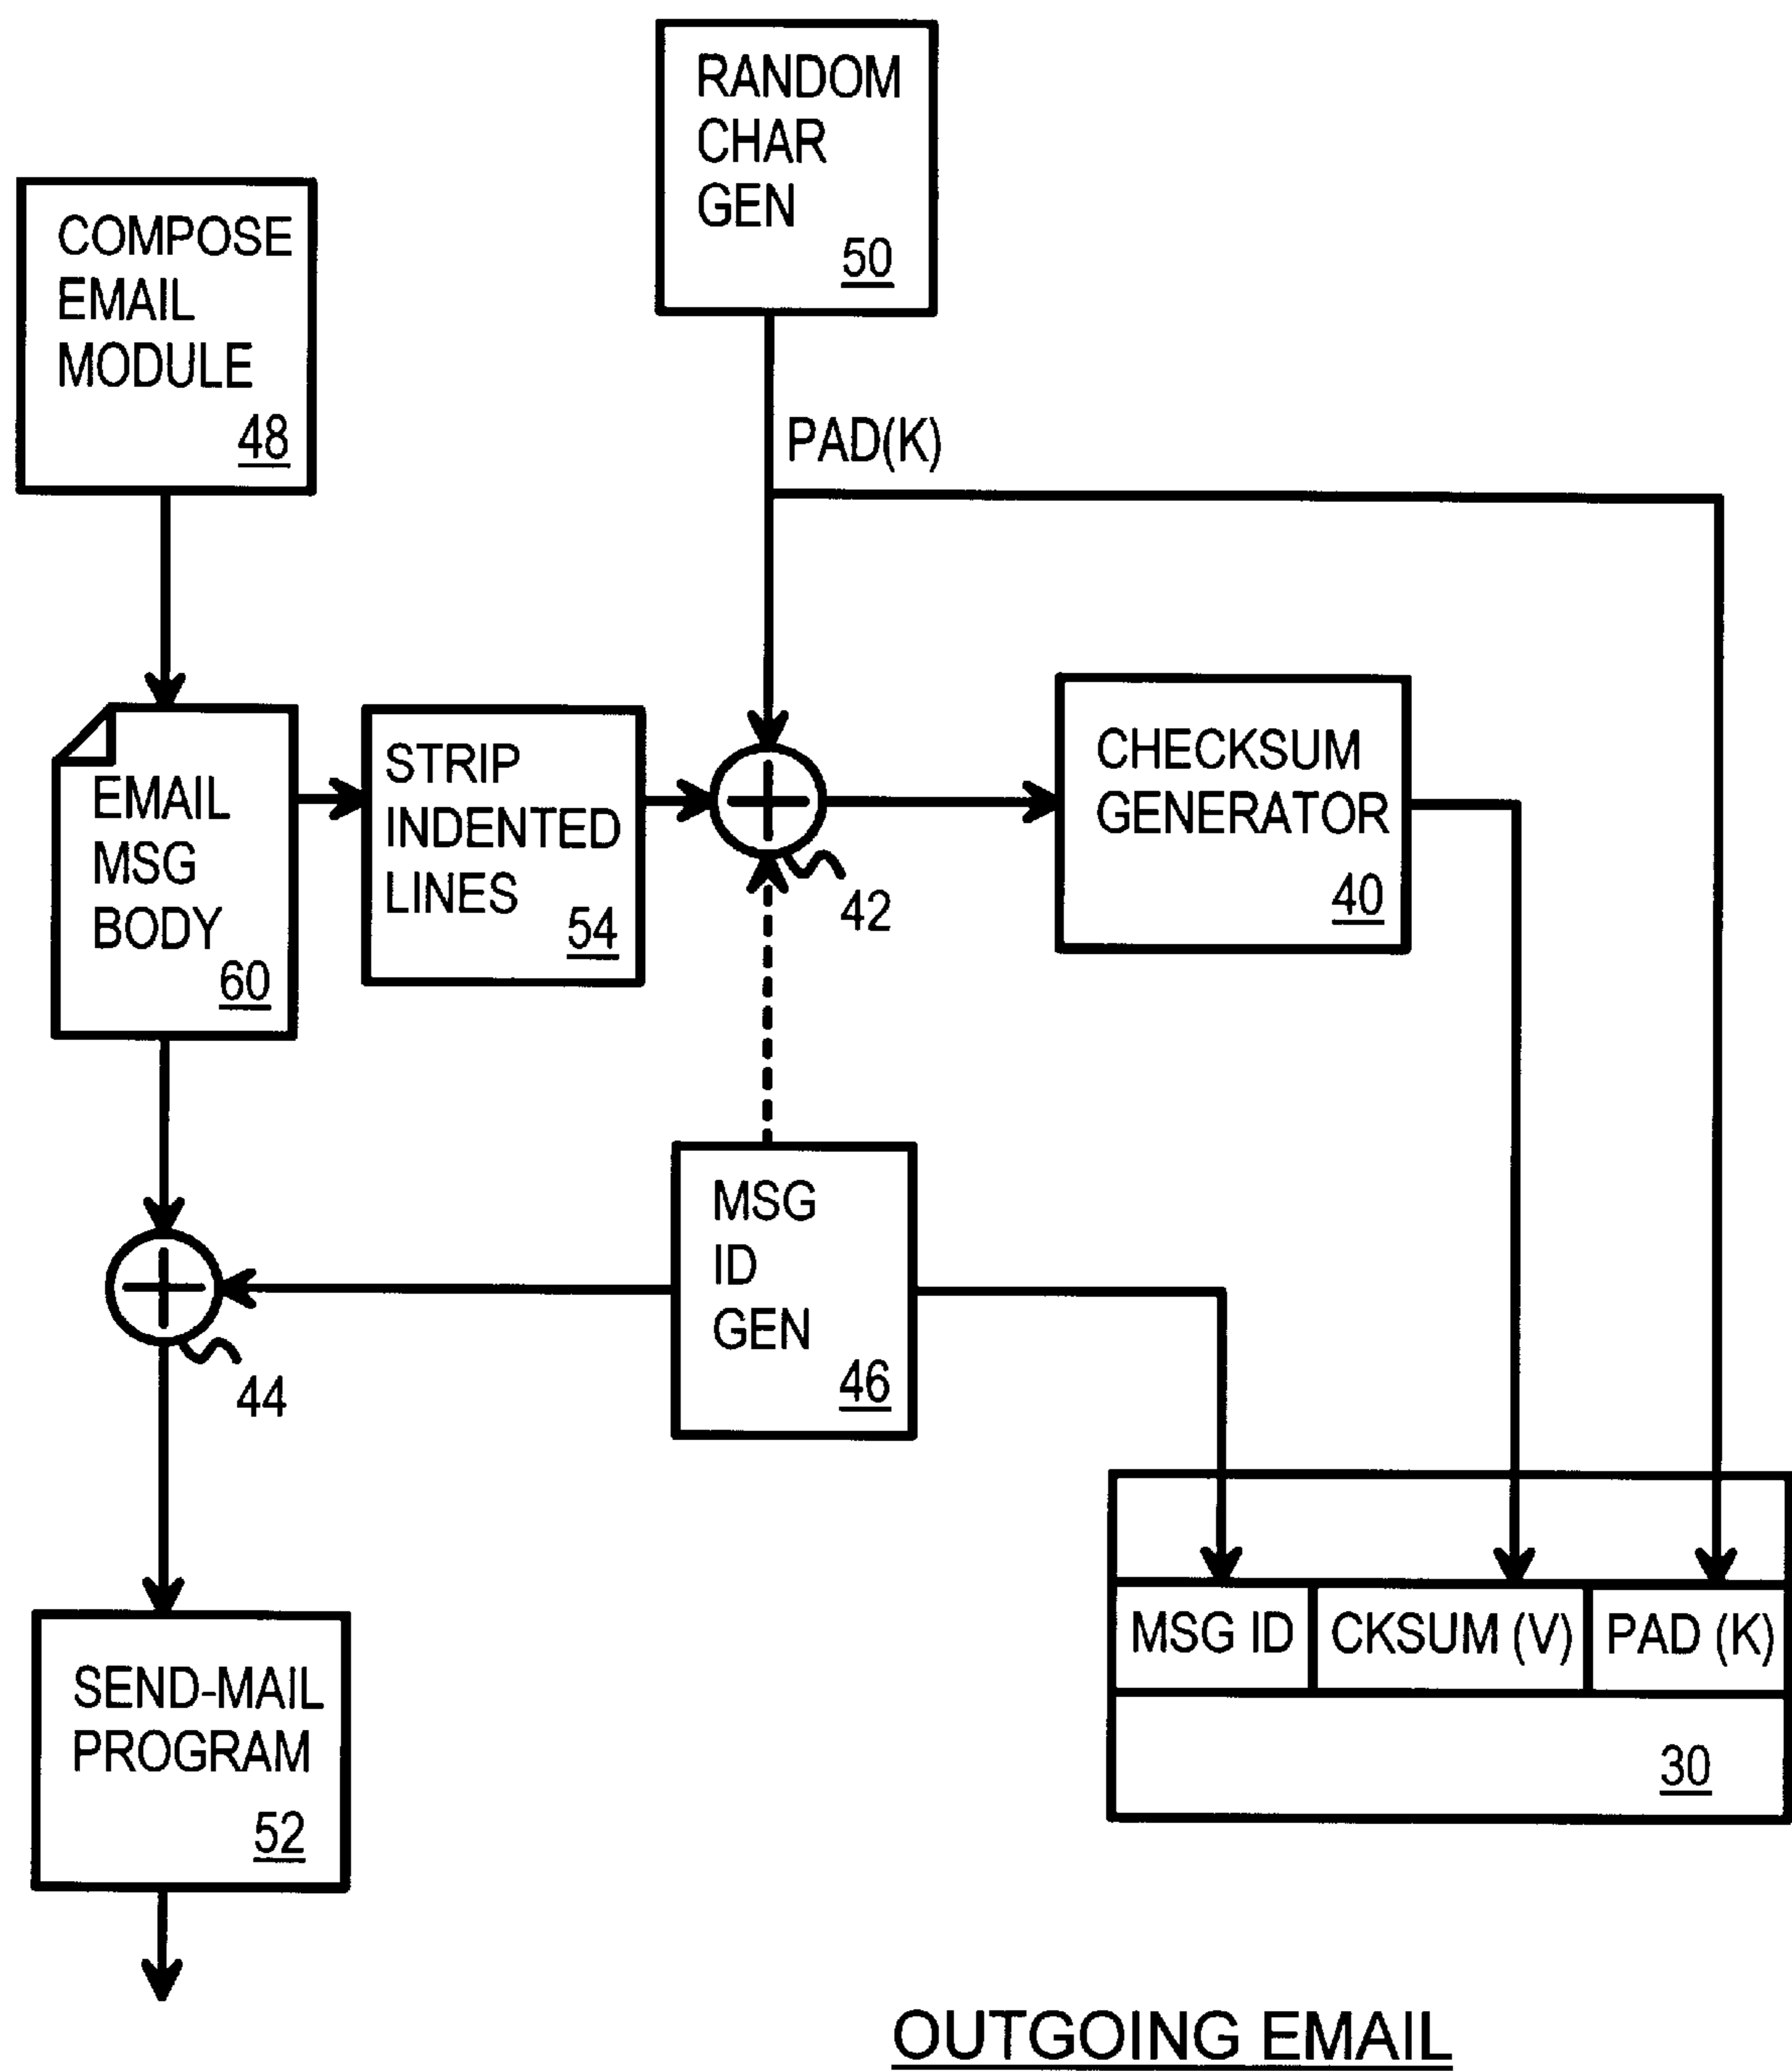 RANDOM
CHAR
GEN
50
COMPOSE
EMAIL
MODULE
48
PAD(K)
EMAIL
MSG
BODY
60
STRIP
INDENTED
LINES
54
42
CHECKSUM
GENERATOR
40
MSG
ID
GEN
46
44
MSG ID
CKSUM (V)
PAD (K)
30
SEND-MAIL
PROGRAM
52
OUTGOING EMAIL